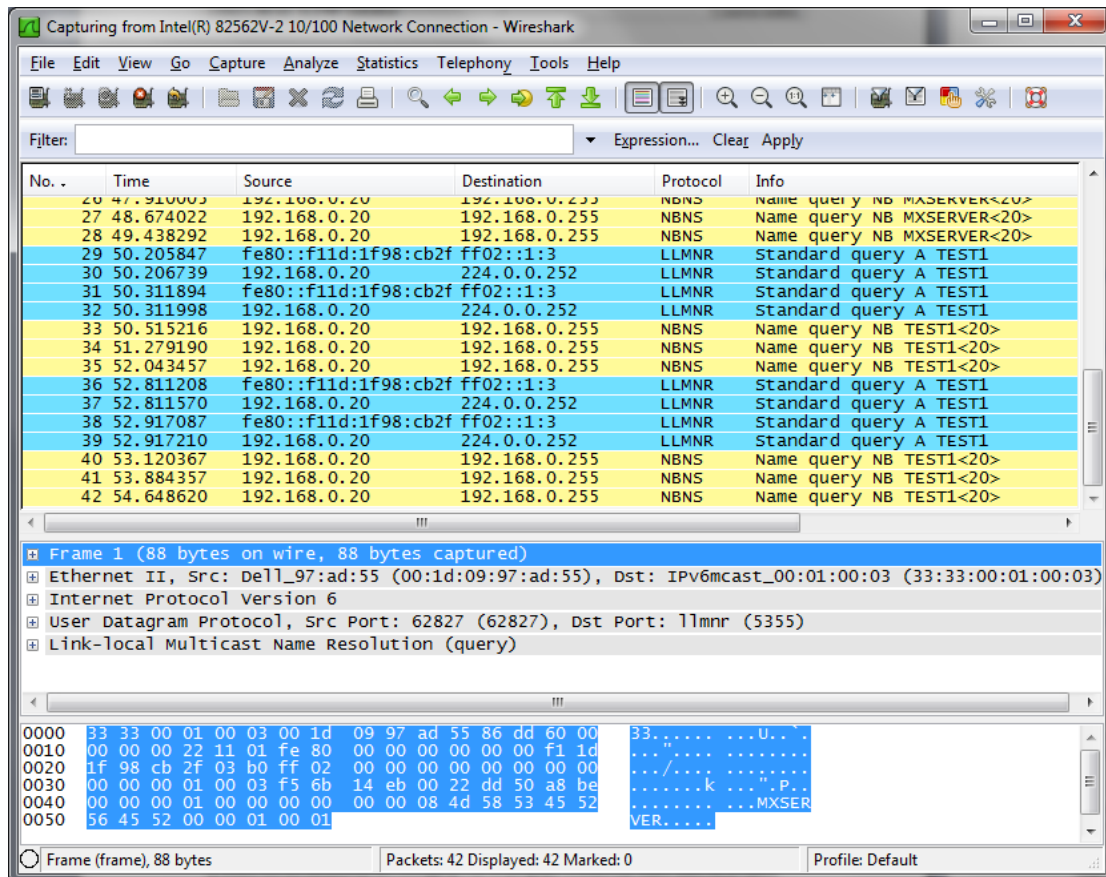 Capturing from Intel(R) 82562V-2 10/100 Network Connection - Wireshark
File Edit View Go Capture Analyze Statistics Telephony Tools Help
Filter: Expression... Clear Apply
No. . Time Source Destination Protocol Info
26 47.910005 192.168.0.20 192.168.0.255 NBNS Name query NB MXSERVER<20>
27 48.674022 192.168.0.20 192.168.0.255 NBNS Name query NB MXSERVER<20>
28 49.438292 192.168.0.20 192.168.0.255 NBNS Name query NB MXSERVER<20>
29 50.205847 fe80::f11d:1f98:cb2f ff02::1:3 LLMNR Standard query A TEST1
30 50.206739 192.168.0.20 224.0.0.252 LLMNR Standard query A TEST1
31 50.311894 fe80::f11d:1f98:cb2f ff02::1:3 LLMNR Standard query A TEST1
32 50.311998 192.168.0.20 224.0.0.252 LLMNR Standard query A TEST1
33 50.515216 192.168.0.20 192.168.0.255 NBNS Name query NB TEST1<20>
34 51.279190 192.168.0.20 192.168.0.255 NBNS Name query NB TEST1<20>
35 52.043457 192.168.0.20 192.168.0.255 NBNS Name query NB TEST1<20>
36 52.811208 fe80::f11d:1f98:cb2f ff02::1:3 LLMNR Standard query A TEST1
37 52.811570 192.168.0.20 224.0.0.252 LLMNR Standard query A TEST1
38 52.917087 fe80::f11d:1f98:cb2f ff02::1:3 LLMNR Standard query A TEST1
39 52.917210 192.168.0.20 224.0.0.252 LLMNR Standard query A TEST1
40 53.120367 192.168.0.20 192.168.0.255 NBNS Name query NB TEST1<20>
41 53.884357 192.168.0.20 192.168.0.255 NBNS Name query NB TEST1<20>
42 54.648620 192.168.0.20 192.168.0.255 NBNS Name query NB TEST1<20>
Frame 1 (88 bytes on wire, 88 bytes captured)
Ethernet II, Src: Dell_97:ad:55 (00:1d:09:97:ad:55), Dst: IPv6mcast_00:01:00:03 (33:33:00:01:00:03)
Internet Protocol Version 6
User Datagram Protocol, Src Port: 62827 (62827), Dst Port: llmnr (5355)
Link-local Multicast Name Resolution (query)
0000 33 33 00 01 00 03 00 1d 09 97 ad 55 86 dd 60 00 33...... ...U..`.
0010 00 00 00 22 11 01 fe 80 00 00 00 00 00 00 f1 1d ...".... ........
0020 1f 98 cb 2f 03 b0 ff 02 00 00 00 00 00 00 00 00 .../.... ........
0030 00 00 00 01 00 03 f5 6b 14 eb 00 22 dd 50 a8 be .......k ...".P..
0040 00 00 00 01 00 00 00 00 00 00 08 4d 58 53 45 52 ........ ...MXSER
0050 56 45 52 00 00 01 00 01 VER.....
Frame (frame), 88 bytes Packets: 42 Displayed: 42 Marked: 0 Profile: Default